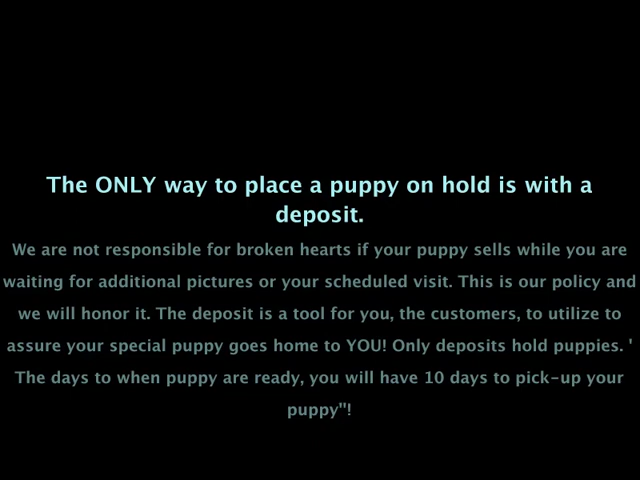 The ONLY way to place a puppy on hold is with a
deposit.
We are not responsible for broken hearts if your puppy sells while you are
waiting for additional pictures or your scheduled visit. This is our policy and
we will honor it. The deposit is a tool for you, the customers, to utilize to
assure your special puppy goes home to YOU! Only deposits hold puppies. '
The days to when puppy are ready, you will have 10 days to pick-up your
puppy"!